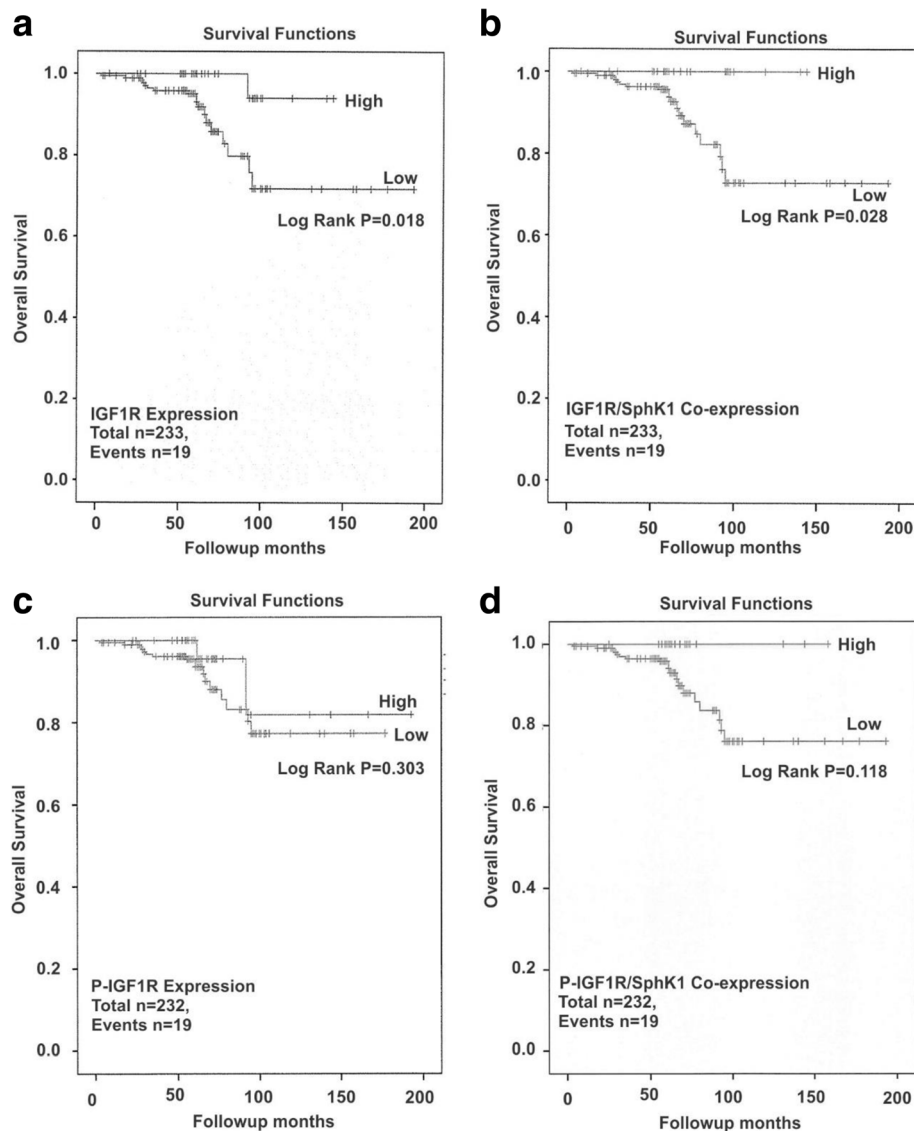 a
Survival Functions
1.0
0.8
0.6
0.4
0.2
0.0
Overall Survival
High
Low
Log Rank P=0.018
IGF1R Expression
Total n=233,
Events n=19
0 50 100 150 200
Followup months
b
Survival Functions
1.0
0.8
0.6
0.4
0.2
0.0
Overall Survival
High
Low
Log Rank P=0.028
IGF1R/SphK1 Co-expression
Total n=233,
Events n=19
0 50 100 150 200
Followup months
c
Survival Functions
1.0
0.8
0.6
0.4
0.2
0.0
Overall Survival
High
Low
Log Rank P=0.303
P-IGF1R Expression
Total n=232,
Events n=19
0 50 100 150 200
Followup months
d
Survival Functions
1.0
0.8
0.6
0.4
0.2
0.0
Overall Survival
High
Low
Log Rank P=0.118
P-IGF1R/SphK1 Co-expression
Total n=232,
Events n=19
0 50 100 150 200
Followup months